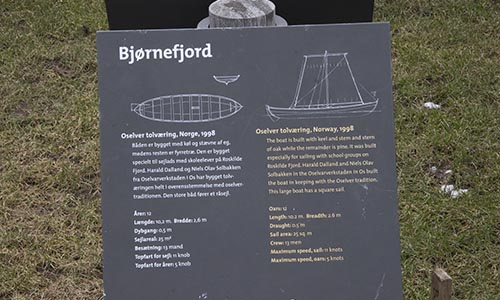 Bjørnefjord
Oselver tolværing, Norge, 1998
Båden er bygget med køl og stævne af eg,
madens resten er fyrretræ. Den er bygget
specielt til sejlads med skoleelever på Roskilde
Fjord. Harald Dalland og Niels Olav Solbakken
fra Oselvarverkstaden i Os har bygget tolv-
æringen helt i overensstemmelse med oselver-
traditionen. Den store båd fører ét råsejl.
Årer: 12
Længde: 10,2 m. Bredde: 2,6 m
Dybgang: 0,5 m
Sejlareal: 25 m²
Besætning: 13 mand
Topfart for sejl: 11 knob
Topfart for årer: 5 knob
Oselver tolværing, Norway, 1998
The boat is built with keel and stem and stern
of oak while the remainder is pine. It was built
especially for sailing with school-groups on
Roskilde Fjord. Harald Dalland and Niels Olav
Solbakken in the Oselvarverkstaden i Os built
the boat in keeping with the Oselver tradition.
This large boat has a square sail.
Oars: 12
Length: 10.2 m. Breadth: 2.6 m
Draught: 0.5 m
Sail area: 25 sq. m
Crew: 13 men
Maximum speed, sail: 11 knots
Maximum speed, oars: 5 knots